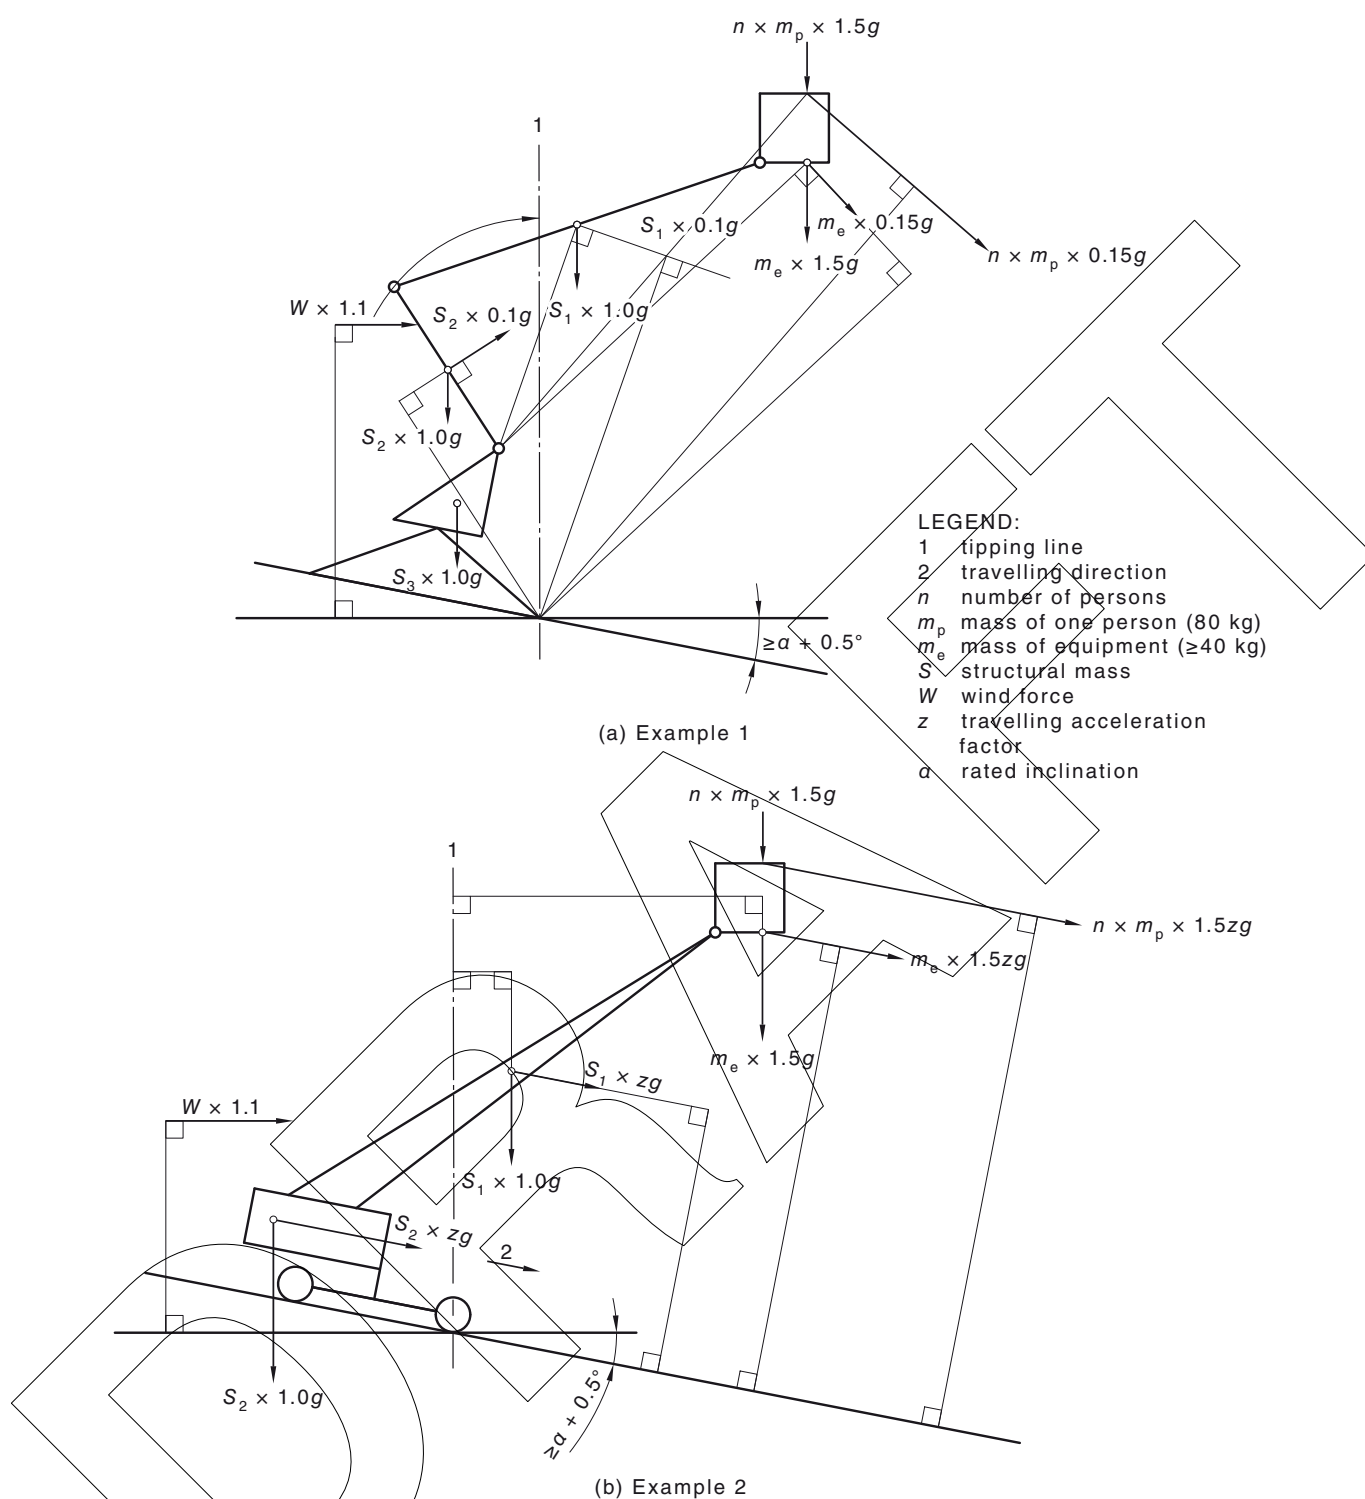 n × mp × 1.5g
1
S1 × 0.1g
me × 0.15g
n × mp × 0.15g
me × 1.5g
W × 1.1
S2 × 0.1g
S1 × 1.0g
S2 × 1.0g
S3 × 1.0g
≥α + 0.5°
LEGEND:
1 tipping line
2 travelling direction
n number of persons
mp mass of one person (80 kg)
me mass of equipment (≥40 kg)
S structural mass
W wind force
z travelling acceleration
factor
α rated inclination
(a) Example 1
n × mp × 1.5g
1
n × mp × 1.5zg
me × 1.5zg
me × 1.5g
S1 × zg
W × 1.1
S1 × 1.0g
S2 × zg
2
S2 × 1.0g
≥α + 0.5°
(b) Example 2
DRAFT